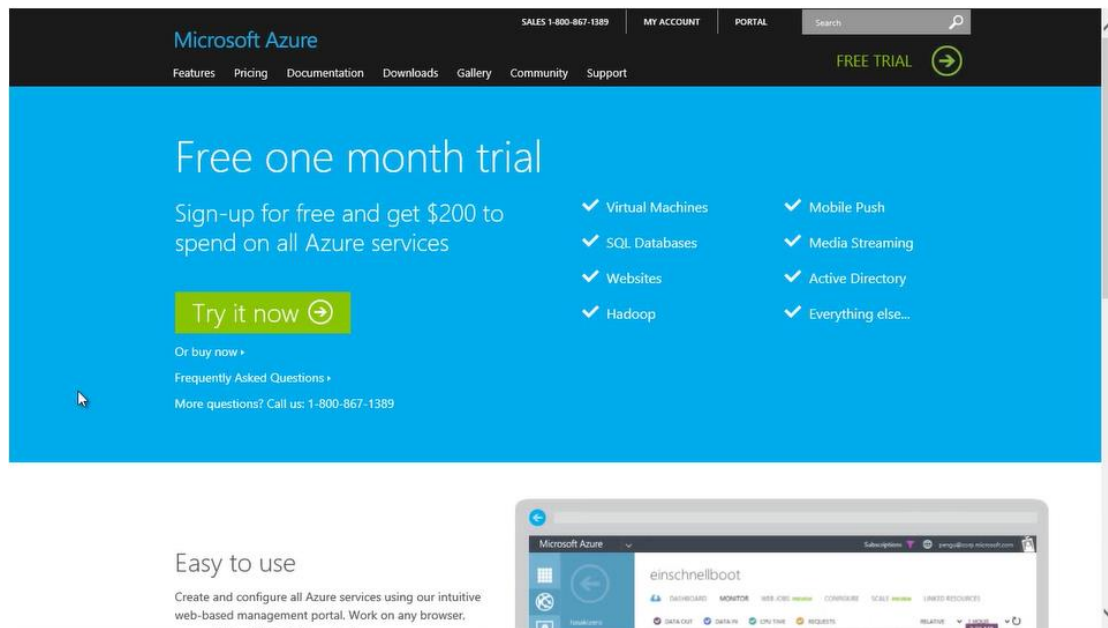 SALES 1-800-867-1389 MY ACCOUNT PORTAL Search
Microsoft Azure
FREE TRIAL
Features Pricing Documentation Downloads Gallery Community Support
Free one month trial
Sign-up for free and get $200 to
spend on all Azure services
Try it now
Or buy now
Frequently Asked Questions
More questions? Call us: 1-800-867-1389
Virtual Machines
SQL Databases
Websites
Hadoop
Mobile Push
Media Streaming
Active Directory
Everything else...
Easy to use
Create and configure all Azure services using our intuitive
web-based management portal. Work on any browser,
Microsoft Azure Subscriptions
einschnellboot
DASHBOARD MONITOR WEB JOBS CONFIGURE SCALE LINKED RESOURCES
DATA OUT DATA IN CPU TIME REQUESTS RELATIVE 1 HOUR